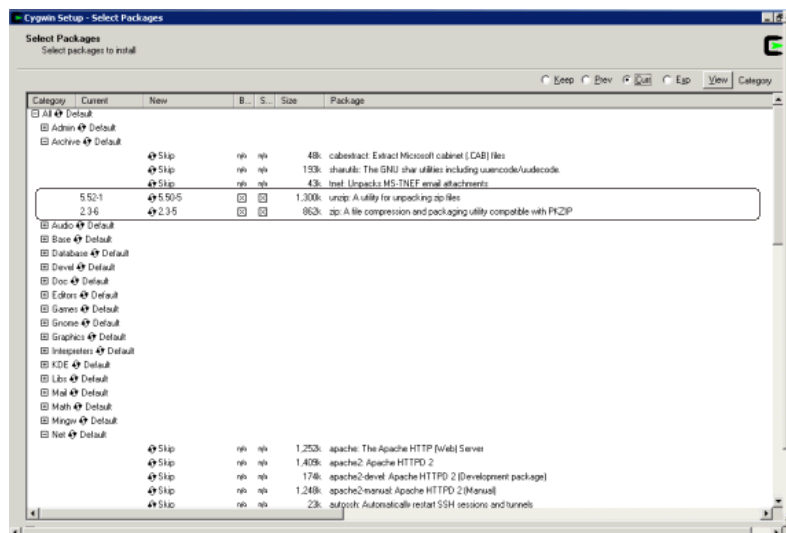 Cygwin Setup - Select Packages
Select Packages
Select packages to install
Keep Prev Curr Exp View Category
Category Current New B... S... Size Package
All Default
Admin Default
Archive Default
Skip n/a n/a 48k cabextract: Extract Microsoft cabinet (.CAB) files
Skip n/a n/a 193k sharutils: The GNU shar utilities including uuencode/uudecode.
Skip n/a n/a 43k tnef: Unpacks MS-TNEF email attachments
5.52-1 5.50-5 1,300k unzip: A utility for unpacking zip files
2.3-6 2.3-5 862k zip: A file compression and packaging utility compatible with PKZIP
Audio Default
Base Default
Database Default
Devel Default
Doc Default
Editors Default
Games Default
Gnome Default
Graphics Default
Interpreters Default
KDE Default
Libs Default
Mail Default
Math Default
Mingw Default
Net Default
Skip n/a n/a 1,252k apache: The Apache HTTP (Web) Server
Skip n/a n/a 1,409k apache2: Apache HTTPD 2
Skip n/a n/a 174k apache2-devel: Apache HTTPD 2 (Development package)
Skip n/a n/a 1,248k apache2-manual: Apache HTTPD 2 (Manual)
Skip n/a n/a 23k autossh: Automatically restart SSH sessions and tunnels